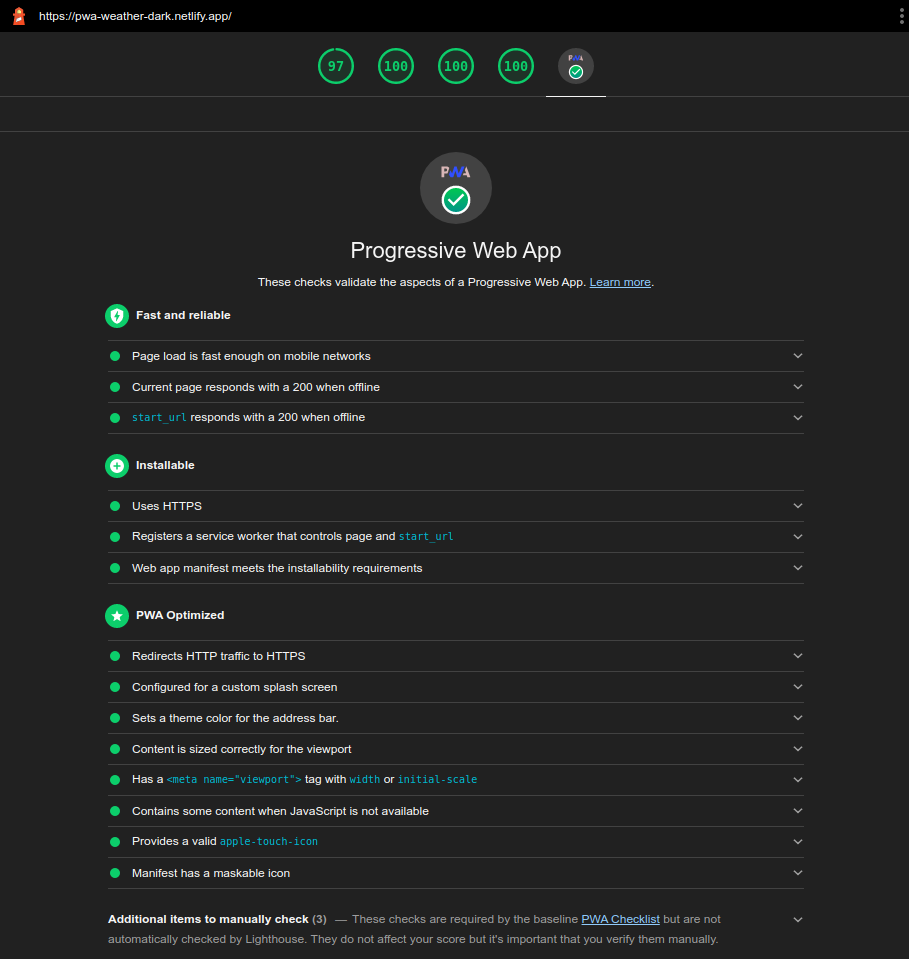 https://pwa-weather-dark.netlify.app/
97 100 100 100 PWA
PWA
Progressive Web App
These checks validate the aspects of a Progressive Web App. Learn more.
Fast and reliable
Page load is fast enough on mobile networks
Current page responds with a 200 when offline
start_url responds with a 200 when offline
Installable
Uses HTTPS
Registers a service worker that controls page and start_url
Web app manifest meets the installability requirements
PWA Optimized
Redirects HTTP traffic to HTTPS
Configured for a custom splash screen
Sets a theme color for the address bar.
Content is sized correctly for the viewport
Has a <meta name="viewport"> tag with width or initial-scale
Contains some content when JavaScript is not available
Provides a valid apple-touch-icon
Manifest has a maskable icon
Additional items to manually check (3) — These checks are required by the baseline PWA Checklist but are not
automatically checked by Lighthouse. They do not affect your score but it's important that you verify them manually.